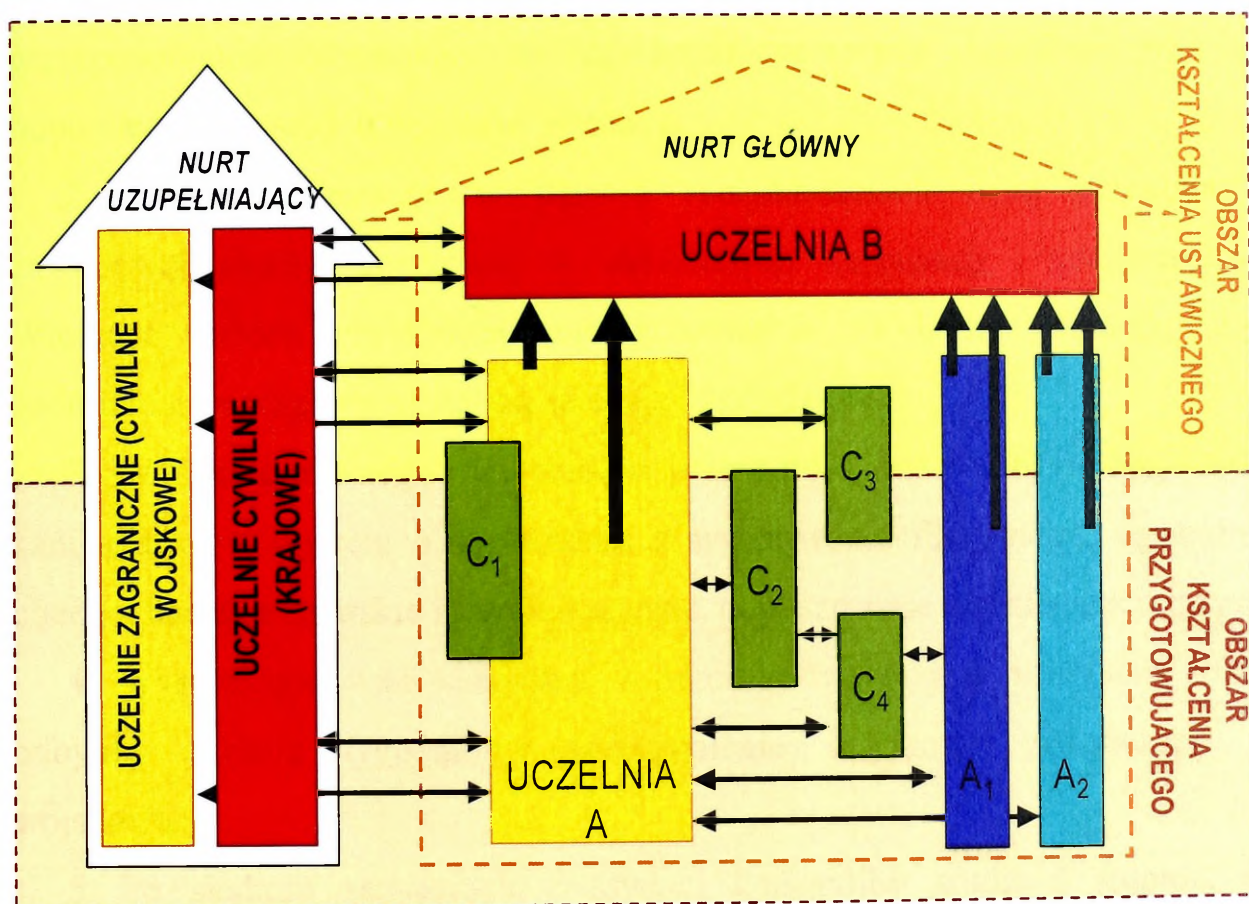 NURT
UZUPEŁNIAJĄCY
UCZELNIE ZAGRANICZNE (CYWILNE I
WOJSKOWE)
UCZELNIE CYWILNE
(KRAJOWE)
NURT GŁÓWNY
UCZELNIA B
C₁
C₂
C₃
C₄
UCZELNIA
A
A₁
A₂
OBSZAR
KSZTAŁCENIA USTAWICZNEGO
OBSZAR
KSZTAŁCENIA
PRZYGOTOWUJACEGO